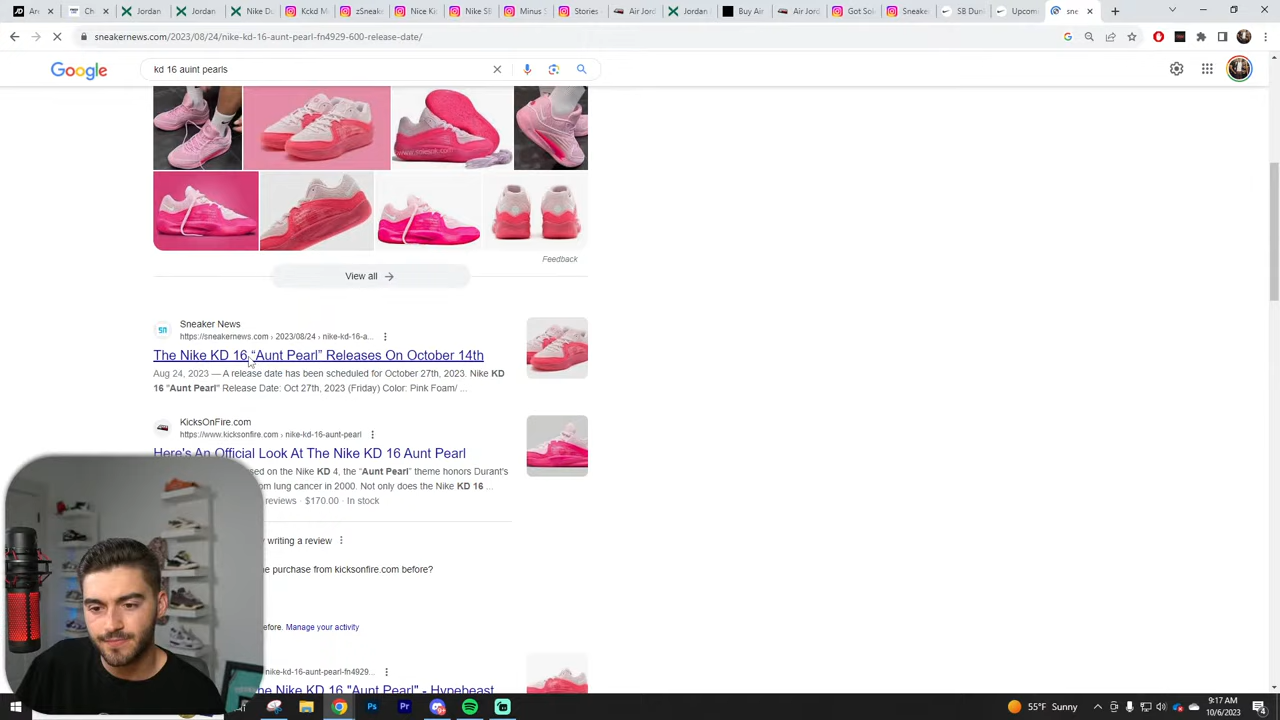 sneakernews.com/2023/08/24/nike-kd-16-aunt-pearl-fn4929-600-release-date/
Google
kd 16 auint pearls
Feedback
View all
Sneaker News
https://sneakernews.com › 2023/08/24 › nike-kd-16-a...
The Nike KD 16 “Aunt Pearl” Releases On October 14th
Aug 24, 2023 — A release date has been scheduled for October 27th, 2023. Nike KD
16 "Aunt Pearl" Release Date: Oct 27th, 2023 (Friday) Color: Pink Foam/ ...
KicksOnFire.com
https://www.kicksonfire.com › nike-kd-16-aunt-pearl
Here's An Official Look At The Nike KD 16 Aunt Pearl
on the Nike KD 4, the “Aunt Pearl” theme honors Durant's
lung cancer in 2000. Not only does the Nike KD 16 ...
reviews · $170.00 · In stock
writing a review
purchase from kicksonfire.com before?
Manage your activity
nike-kd-16-aunt-pearl-fn4929...
the Nike KD 16 "Aunt Pearl" - Hypebeast
55°F Sunny
9:17 AM
10/6/2023